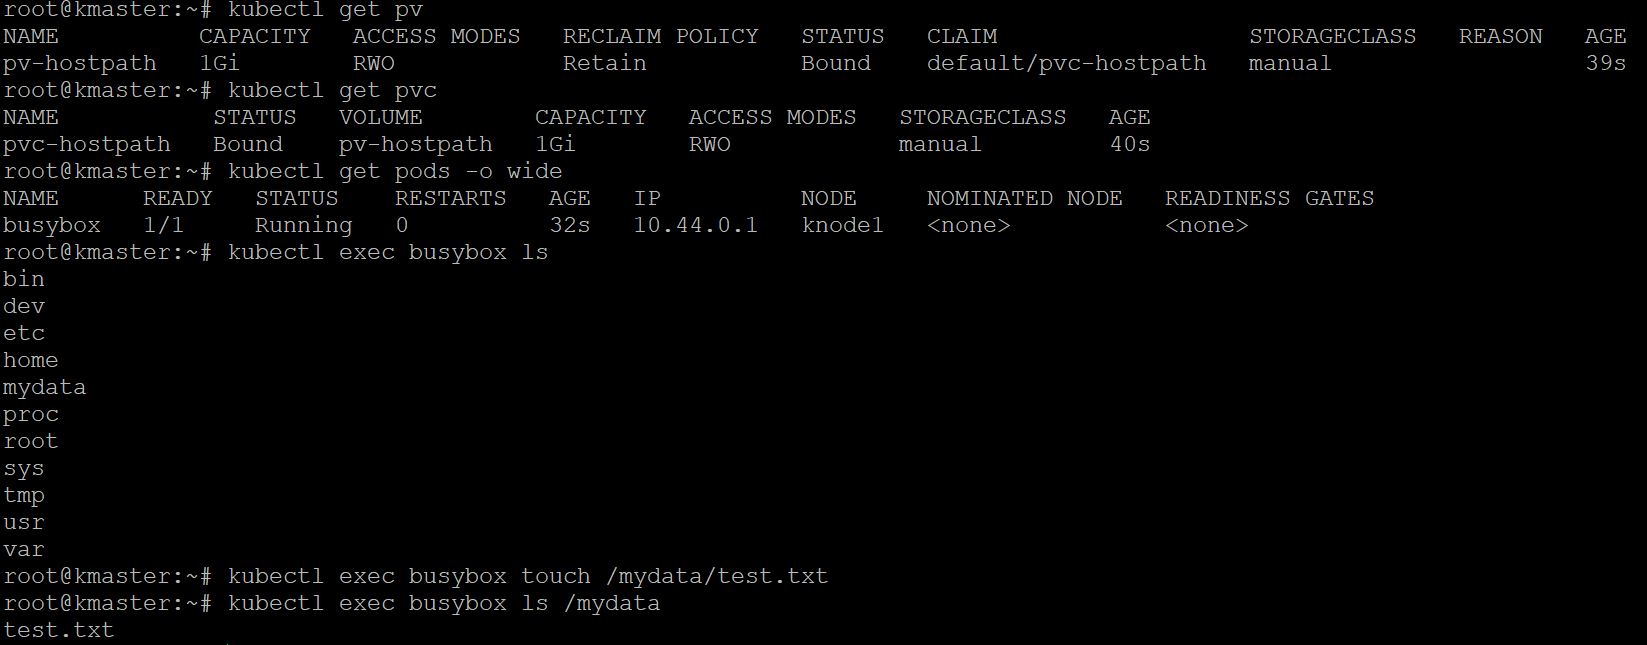 root@kmaster:~# kubectl get pv
NAME CAPACITY ACCESS MODES RECLAIM POLICY STATUS CLAIM STORAGECLASS REASON AGE
pv-hostpath 1Gi RWO Retain Bound default/pvc-hostpath manual 39s
root@kmaster:~# kubectl get pvc
NAME STATUS VOLUME CAPACITY ACCESS MODES STORAGECLASS AGE
pvc-hostpath Bound pv-hostpath 1Gi RWO manual 40s
root@kmaster:~# kubectl get pods -o wide
NAME READY STATUS RESTARTS AGE IP NODE NOMINATED NODE READINESS GATES
busybox 1/1 Running 0 32s 10.44.0.1 knode1 <none> <none>
root@kmaster:~# kubectl exec busybox ls
bin
dev
etc
home
mydata
proc
root
sys
tmp
usr
var
root@kmaster:~# kubectl exec busybox touch /mydata/test.txt
root@kmaster:~# kubectl exec busybox ls /mydata
test.txt